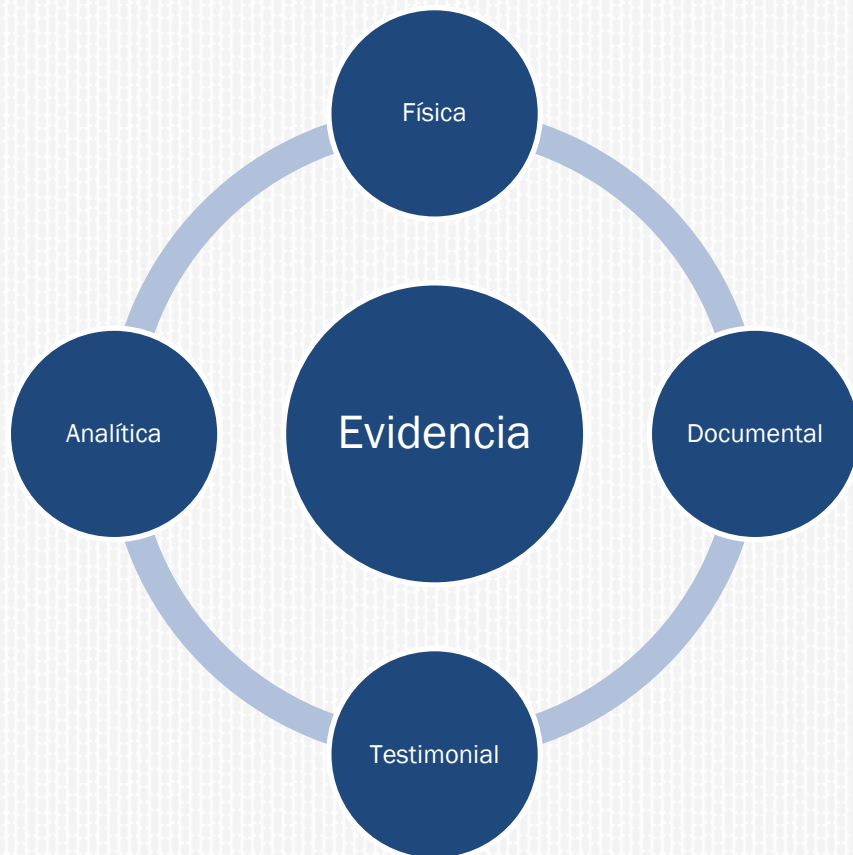 Física
Analítica
Evidencia
Documental
Testimonial